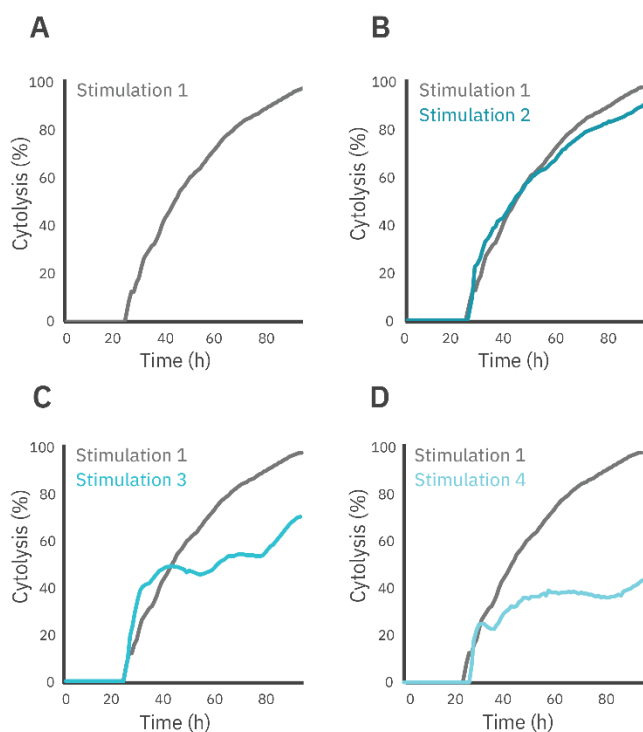 A
Stimulation 1
Cytolysis (%)
100
80
60
40
20
0
0 20 40 60 80
Time (h)
B
Stimulation 1
Stimulation 2
Cytolysis (%)
100
80
60
40
20
0
0 20 40 60 80
Time (h)
C
Stimulation 1
Stimulation 3
Cytolysis (%)
100
80
60
40
20
0
0 20 40 60 80
Time (h)
D
Stimulation 1
Stimulation 4
Cytolysis (%)
100
80
60
40
20
0
0 20 40 60 80
Time (h)